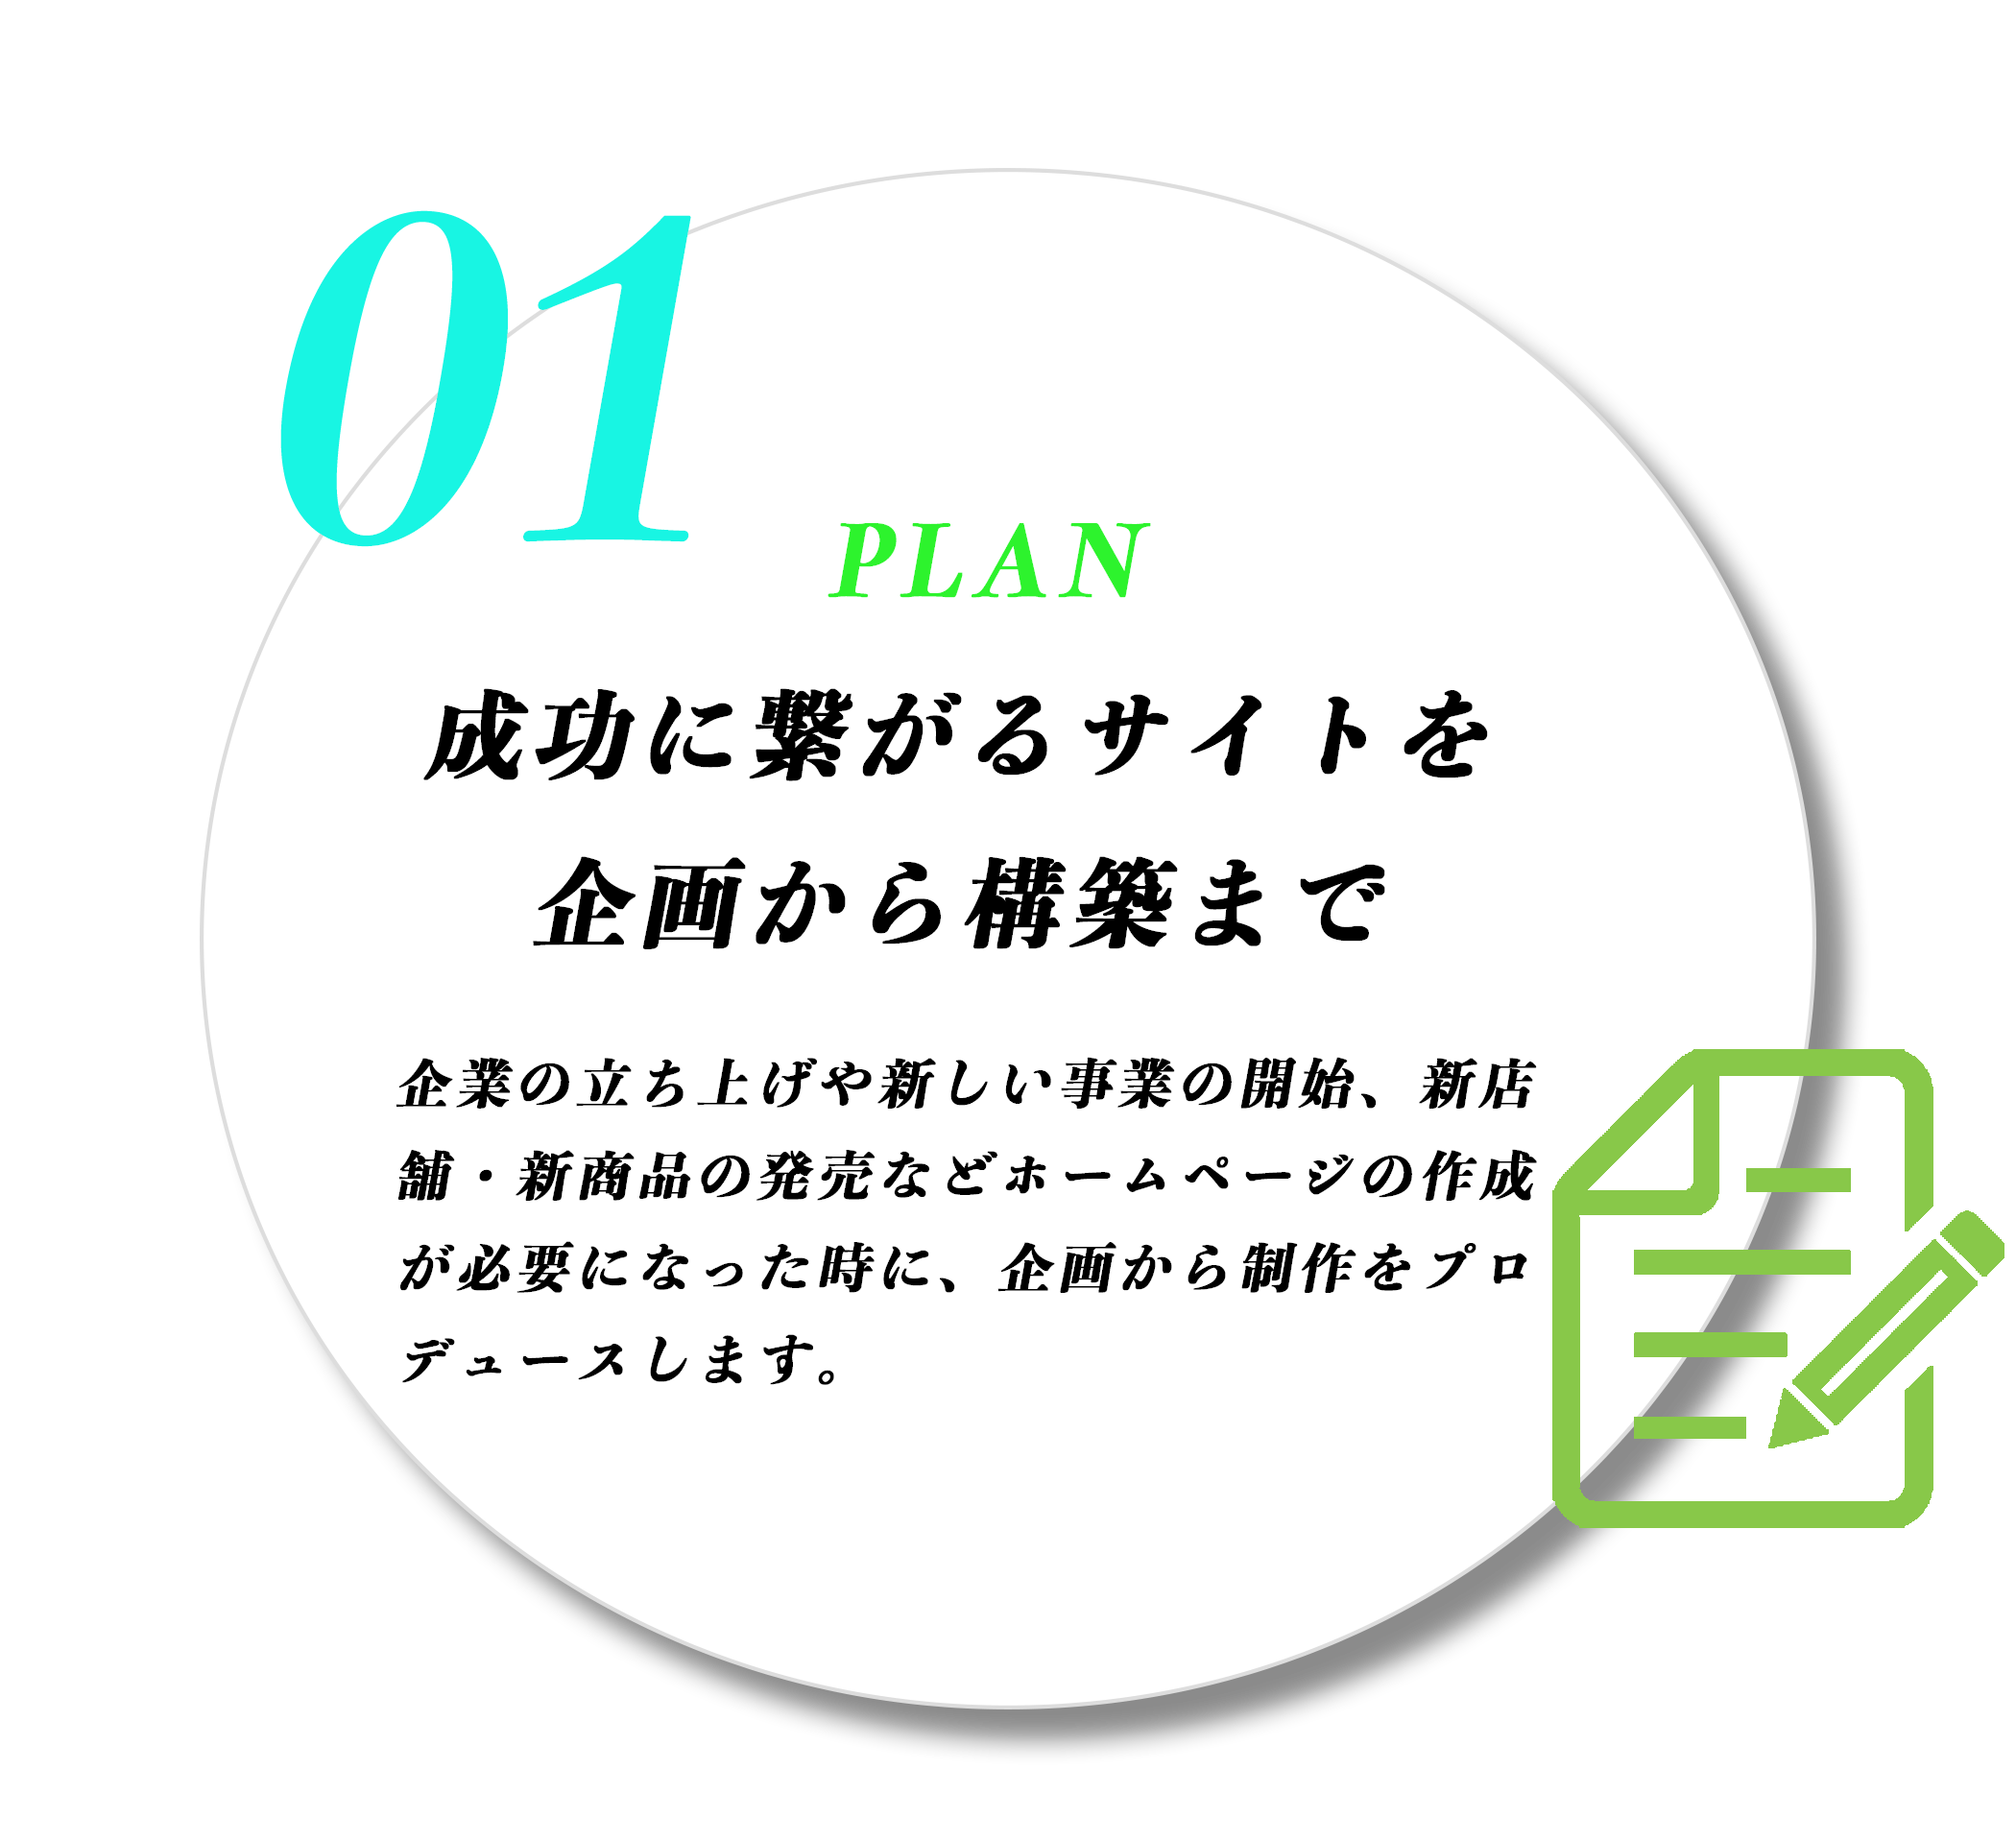 01
PLAN
成功に繋がるサイトを
企画から構築まで
企業の立ち上げや新しい事業の開始、新店
舗・新商品の発売などホームページの作成
が必要になった時に、企画から制作をプロ
デュースします。